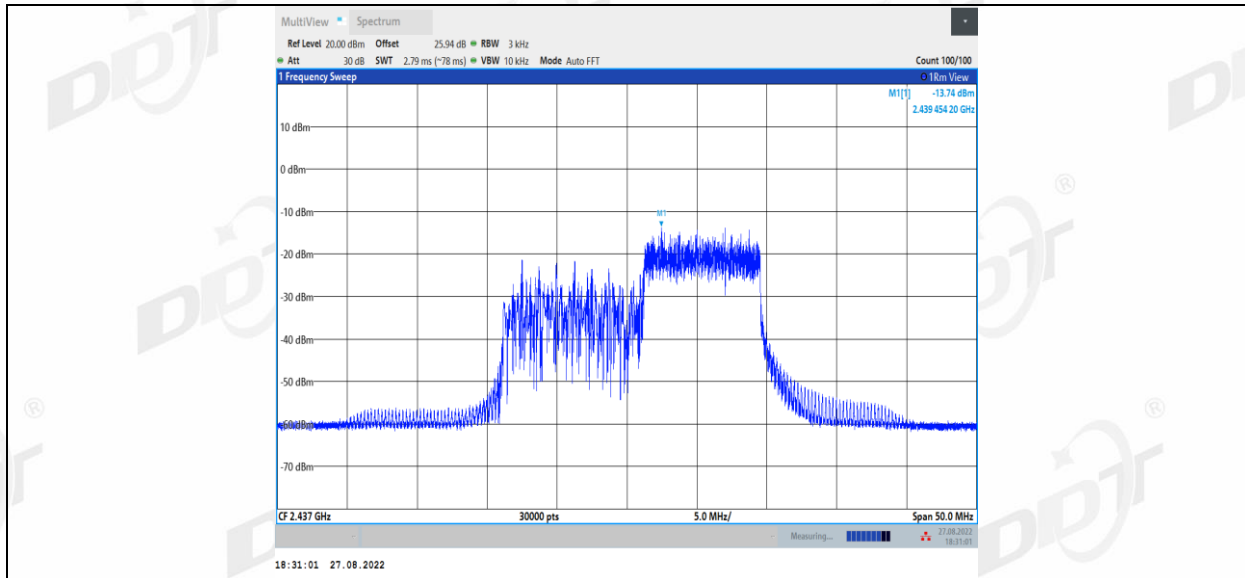 MultiView Spectrum
Ref Level 20.00 dBm Offset 25.94 dB RBW 3 kHz
Att 30 dB SWT 2.79 ms (~78 ms) VBW 10 kHz Mode Auto FFT Count 100/100
1 Frequency Sweep 1Rm View
M1[1] -13.74 dBm
2.439 454 20 GHz
10 dBm
0 dBm
-10 dBm
M1
-20 dBm
-30 dBm
-40 dBm
-50 dBm
-60 dBm
-70 dBm
CF 2.437 GHz 30000 pts 5.0 MHz/ Span 50.0 MHz
Measuring... 27.08.2022
18:31:01
18:31:01 27.08.2022